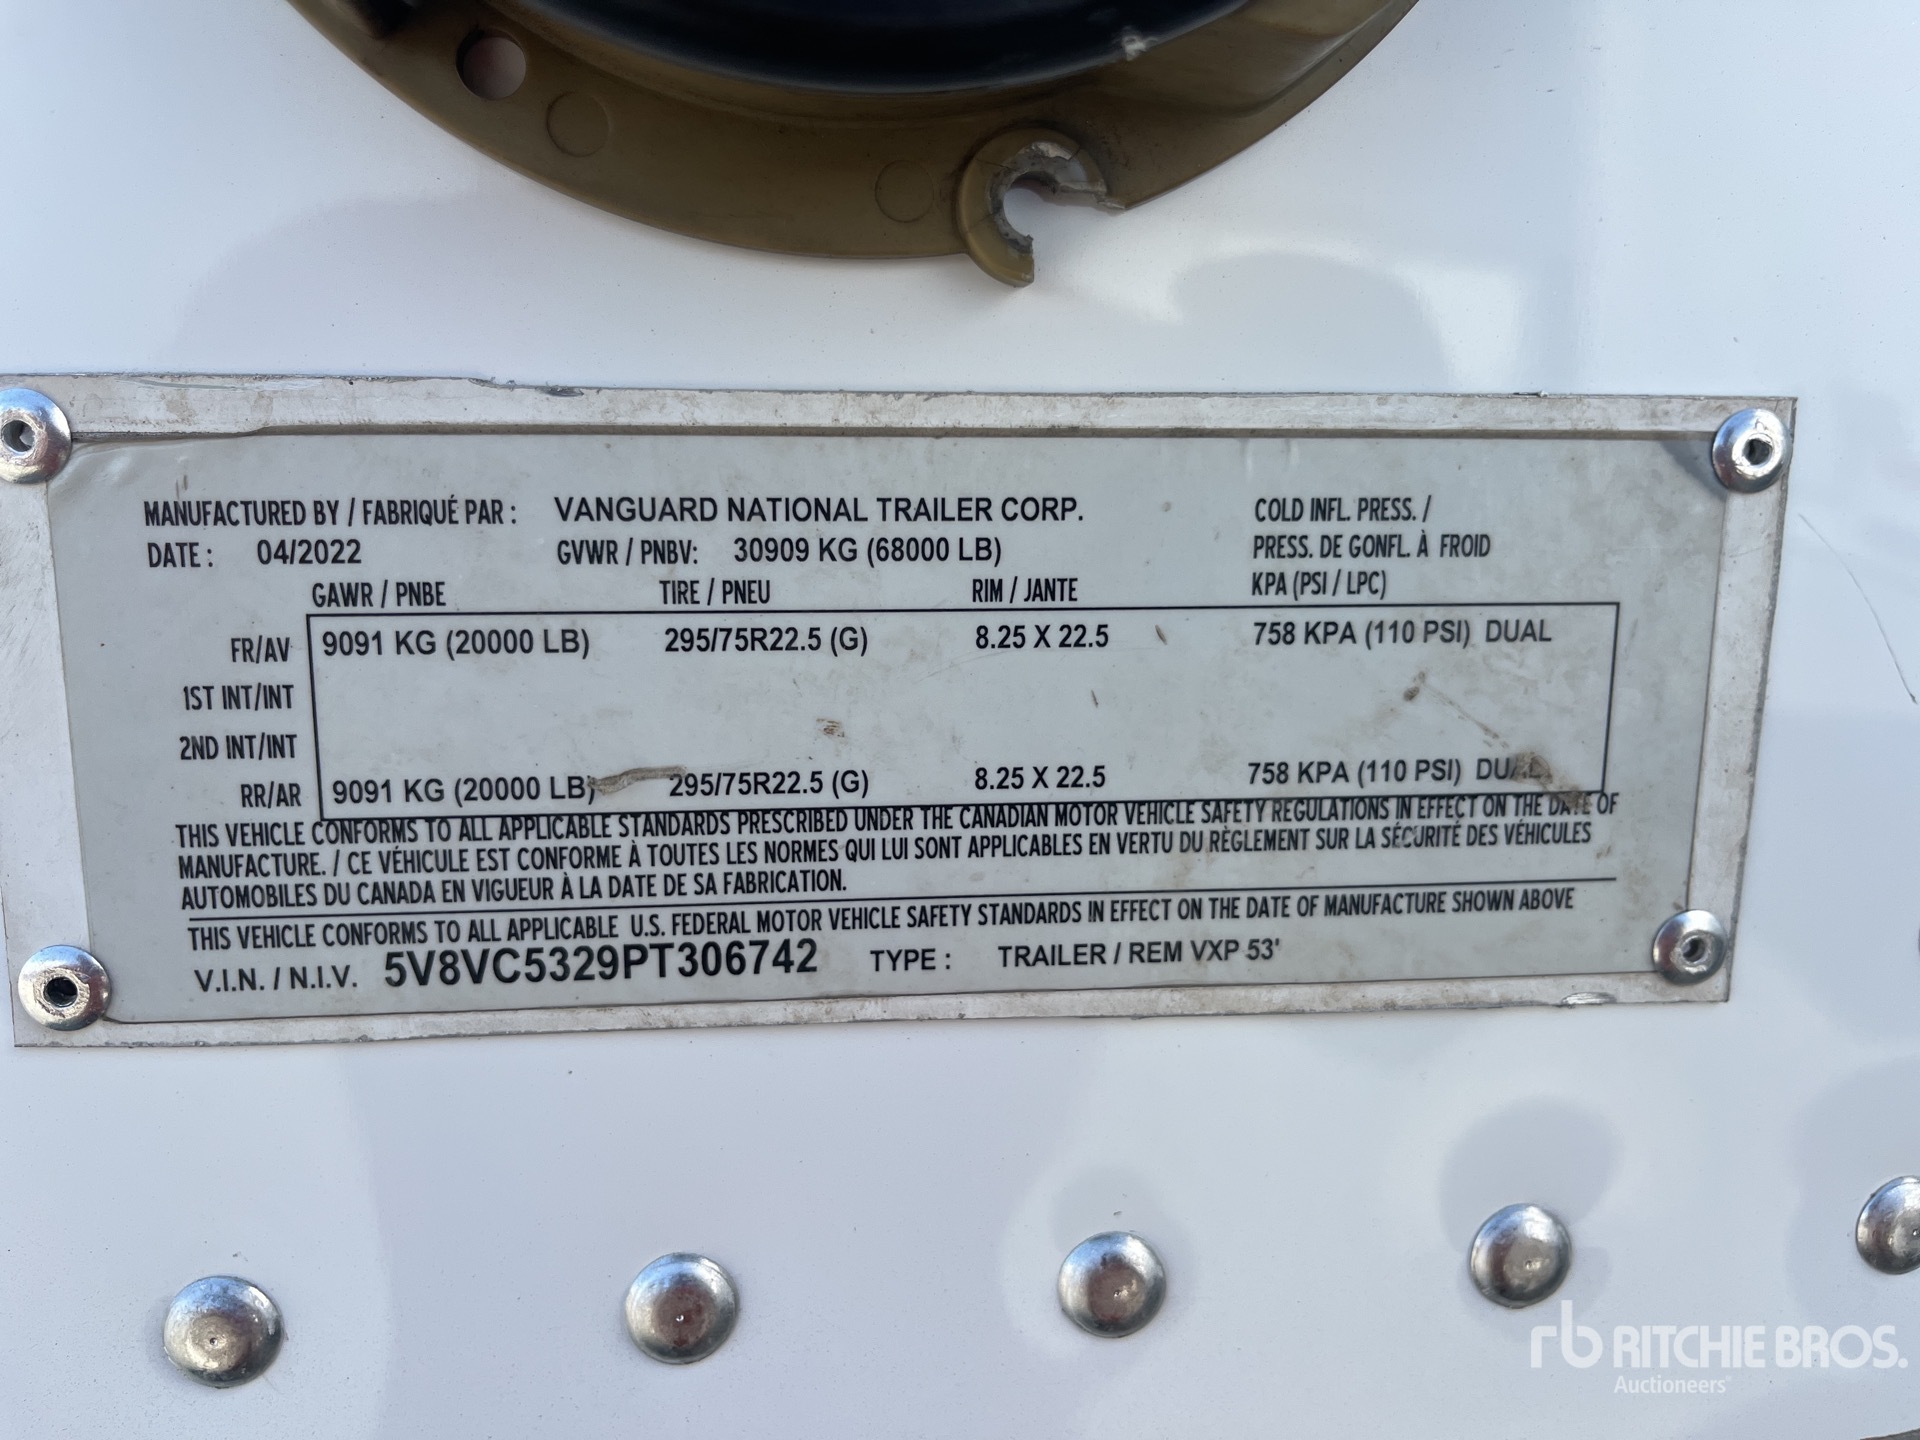 MANUFACTURED BY / FABRIQUÉ PAR : VANGUARD NATIONAL TRAILER CORP. COLD INFL. PRESS. /
DATE : 04/2022 GVWR / PNBV: 30909 KG (68000 LB) PRESS. DE GONFL. À FROID
GAWR / PNBE TIRE / PNEU RIM / JANTE KPA (PSI / LPC)
FR/AV 9091 KG (20000 LB) 295/75R22.5 (G) 8.25 X 22.5 758 KPA (110 PSI) DUAL
1ST INT/INT
2ND INT/INT
RR/AR 9091 KG (20000 LB) 295/75R22.5 (G) 8.25 X 22.5 758 KPA (110 PSI) DUAL
THIS VEHICLE CONFORMS TO ALL APPLICABLE STANDARDS PRESCRIBED UNDER THE CANADIAN MOTOR VEHICLE SAFETY REGULATIONS IN EFFECT ON THE DATE OF
MANUFACTURE. / CE VÉHICULE EST CONFORME À TOUTES LES NORMES QUI LUI SONT APPLICABLES EN VERTU DU RÈGLEMENT SUR LA SÉCURITÉ DES VÉHICULES
AUTOMOBILES DU CANADA EN VIGUEUR À LA DATE DE SA FABRICATION.
THIS VEHICLE CONFORMS TO ALL APPLICABLE U.S. FEDERAL MOTOR VEHICLE SAFETY STANDARDS IN EFFECT ON THE DATE OF MANUFACTURE SHOWN ABOVE
V.I.N. / N.I.V. 5V8VC5329PT306742 TYPE : TRAILER / REM VXP 53'
rb RITCHIE BROS.
Auctioneers